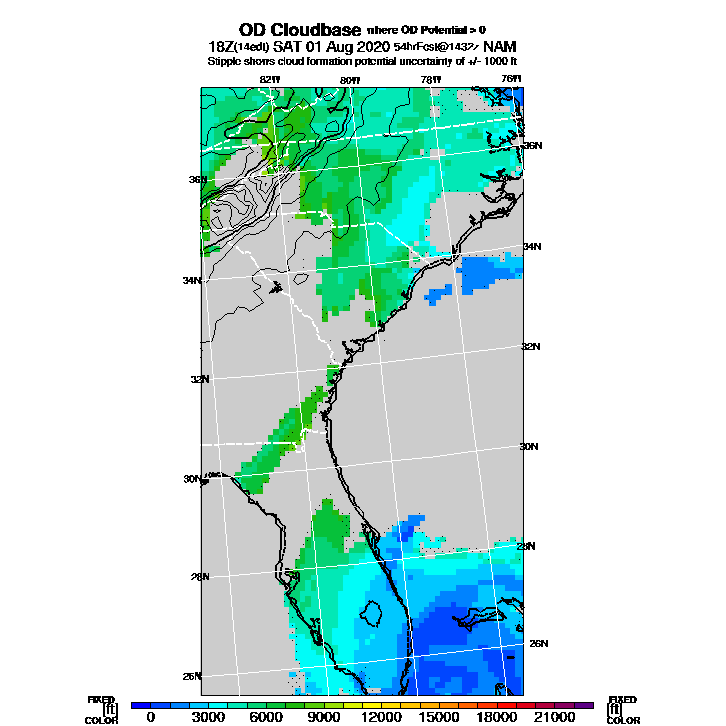 OD Cloudbase where OD Potential > 0
18Z(14edt) SAT 01 Aug 2020 54hrFcst@1432z NAM
Stipple shows cloud formation potential uncertainty of +/- 1000 ft
82W 80W 78W 76W
36N
36N
34N
34N
32N
32N
30N
30N
28N
28N
26N
26N
FIXED FIXED
[ft] [ft]
COLOR COLOR
0 3000 6000 9000 12000 15000 18000 21000